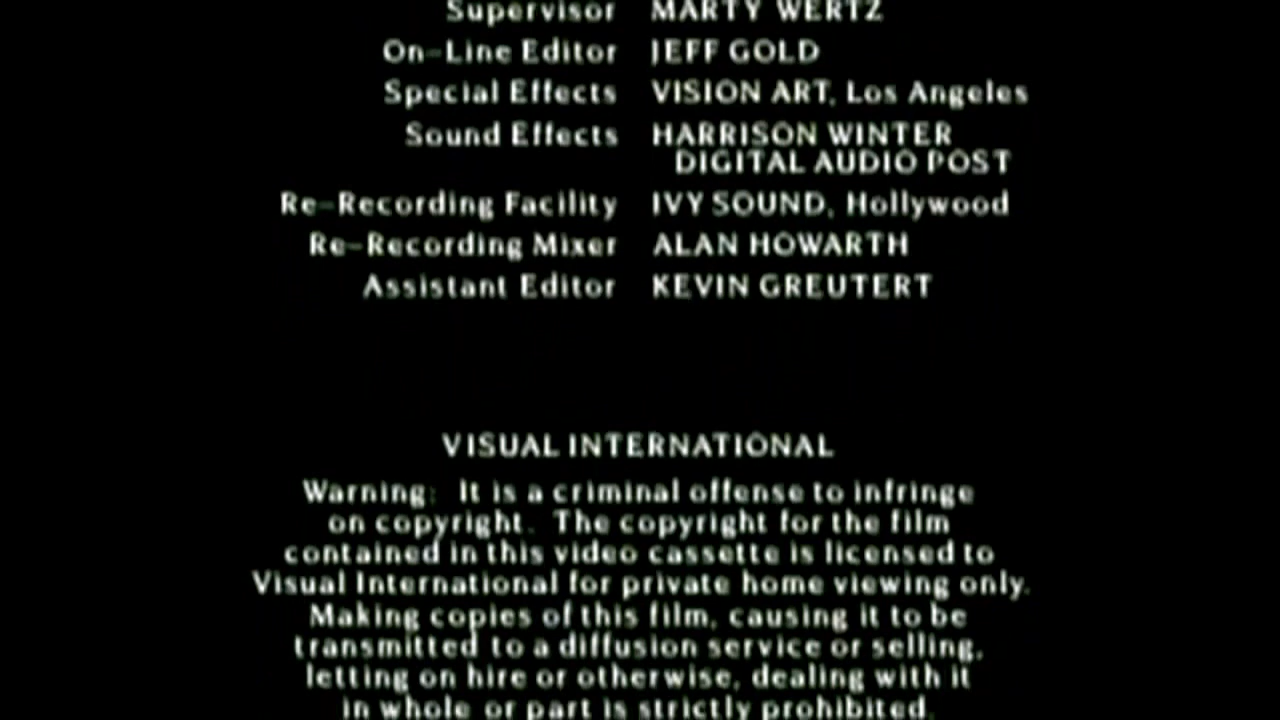 Supervisor MARTY WERTZ
On-Line Editor JEFF GOLD
Special Effects VISION ART, Los Angeles
Sound Effects HARRISON WINTER
DIGITAL AUDIO POST
Re-Recording Facility IVY SOUND, Hollywood
Re-Recording Mixer ALAN HOWARTH
Assistant Editor KEVIN GREUTERT
VISUAL INTERNATIONAL
Warning: It is a criminal offense to infringe
on copyright. The copyright for the film
contained in this video cassette is licensed to
Visual International for private home viewing only.
Making copies of this film, causing it to be
transmitted to a diffusion service or selling,
letting on hire or otherwise, dealing with it
in whole or part is strictly prohibited.